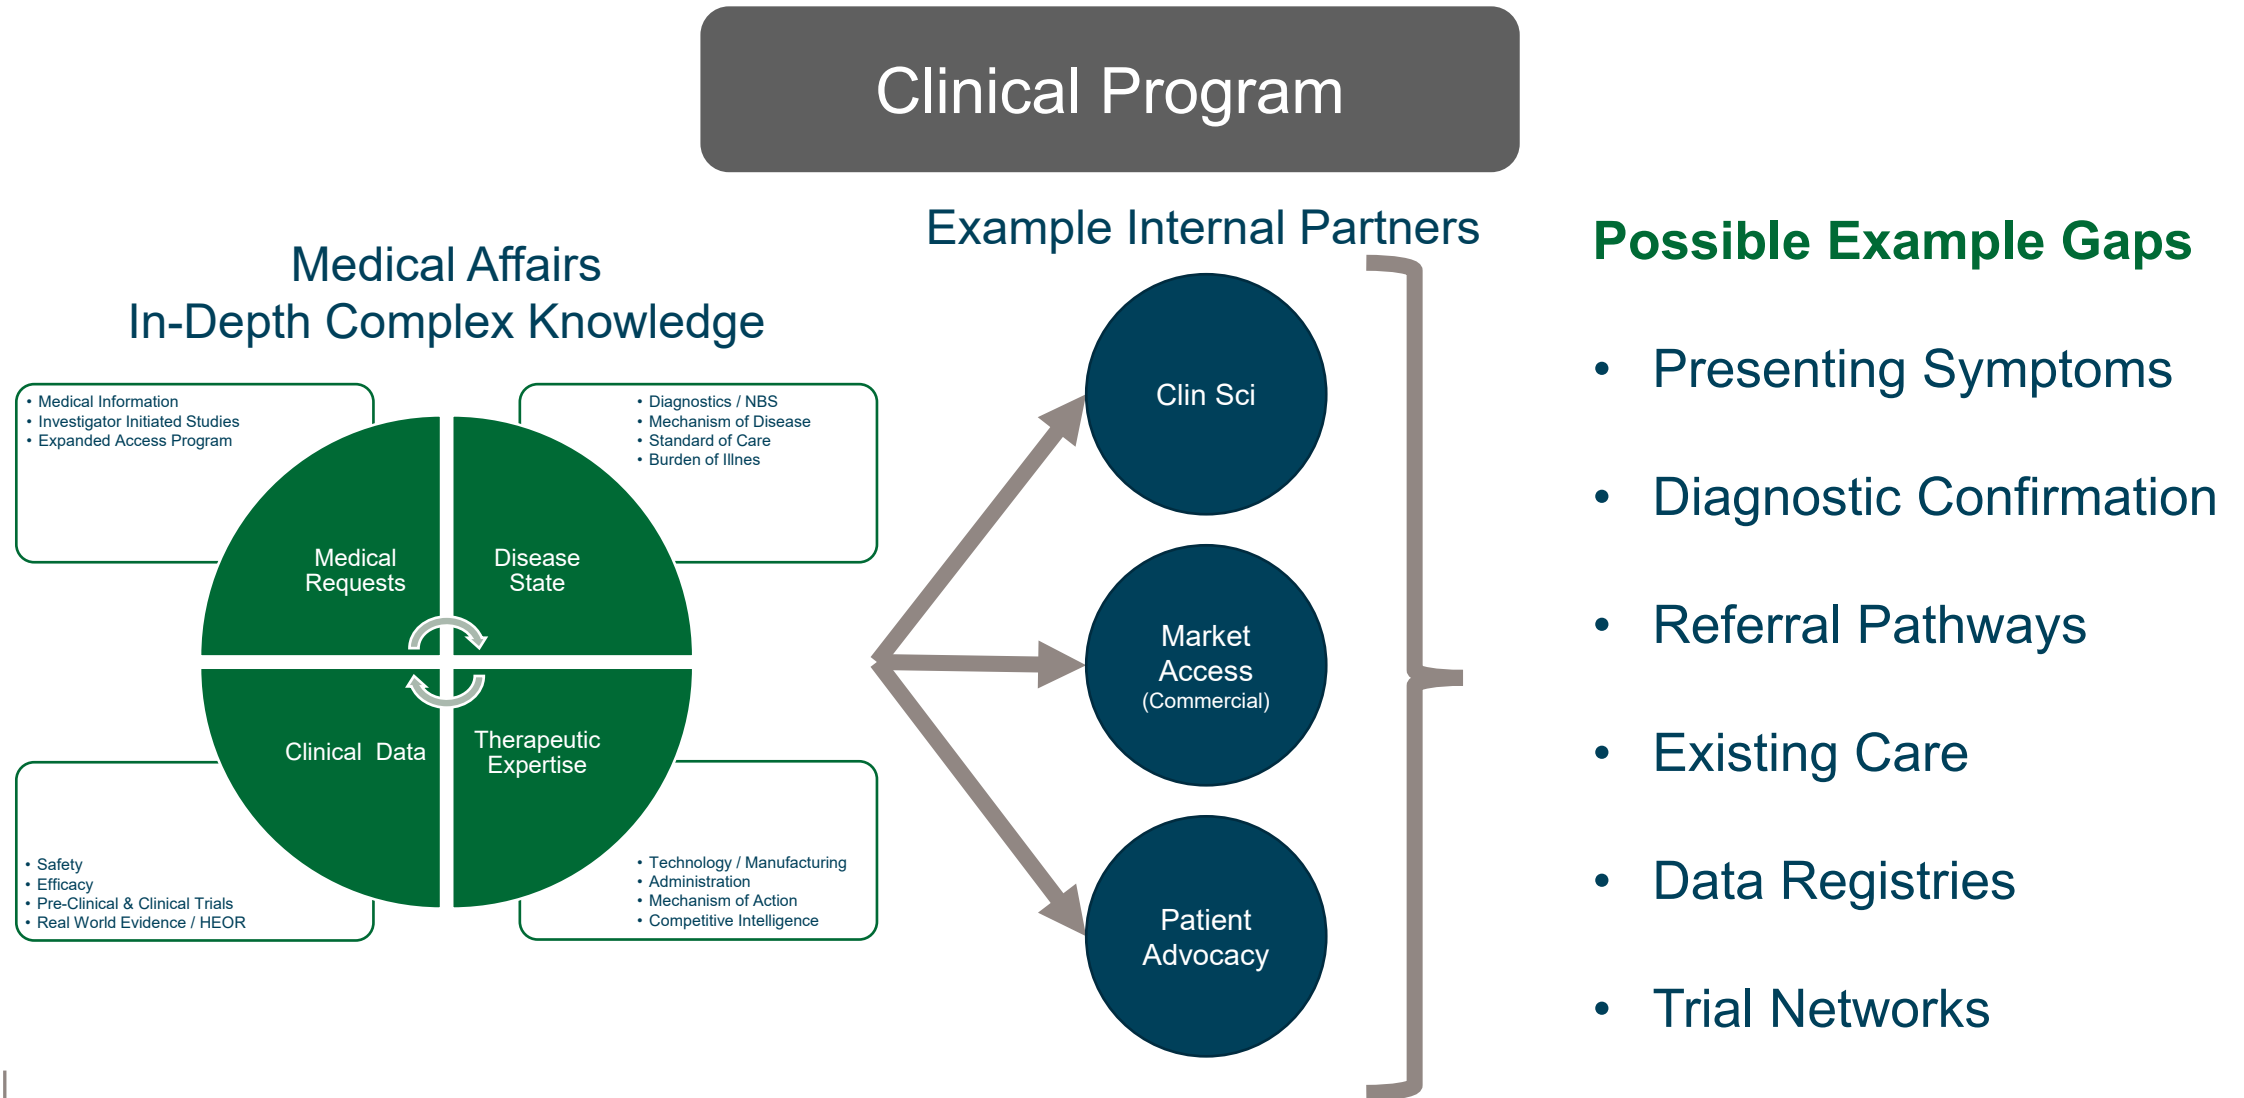 Clinical Program
Medical Affairs
In-Depth Complex Knowledge
• Medical Information
• Investigator Initiated Studies
• Expanded Access Program
• Diagnostics / NBS
• Mechanism of Disease
• Standard of Care
• Burden of Illnes
Medical
Requests
Disease
State
Clinical Data
Therapeutic
Expertise
• Safety
• Efficacy
• Pre-Clinical & Clinical Trials
• Real World Evidence / HEOR
• Technology / Manufacturing
• Administration
• Mechanism of Action
• Competitive Intelligence
Example Internal Partners
Clin Sci
Market
Access
(Commercial)
Patient
Advocacy
Possible Example Gaps
• Presenting Symptoms
• Diagnostic Confirmation
• Referral Pathways
• Existing Care
• Data Registries
• Trial Networks